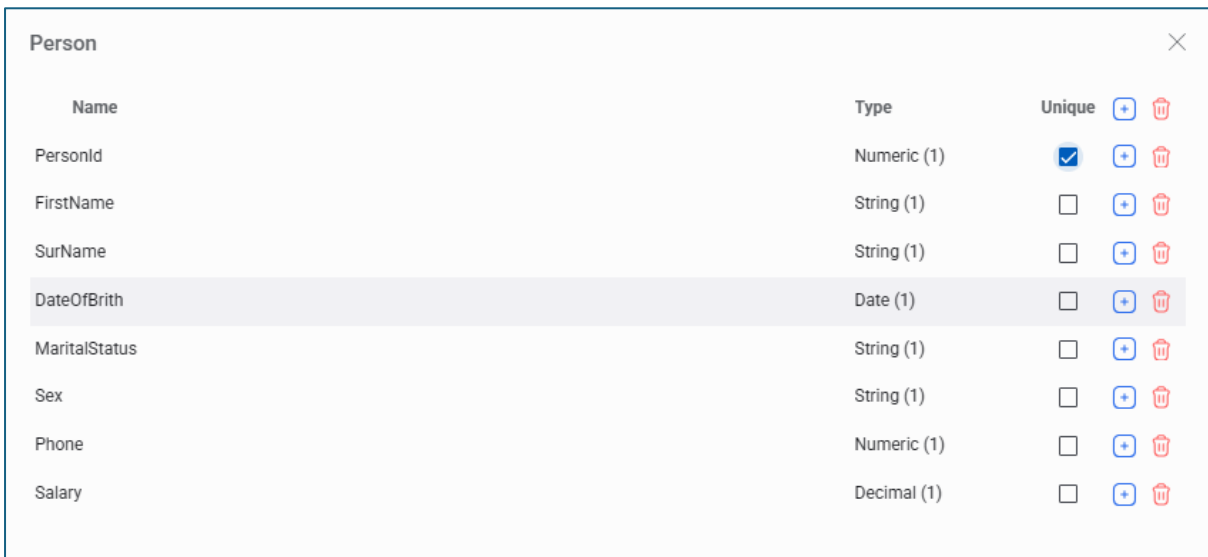 Person
Name Type Unique
PersonId Numeric (1)
FirstName String (1)
SurName String (1)
DateOfBrith Date (1)
MaritalStatus String (1)
Sex String (1)
Phone Numeric (1)
Salary Decimal (1)